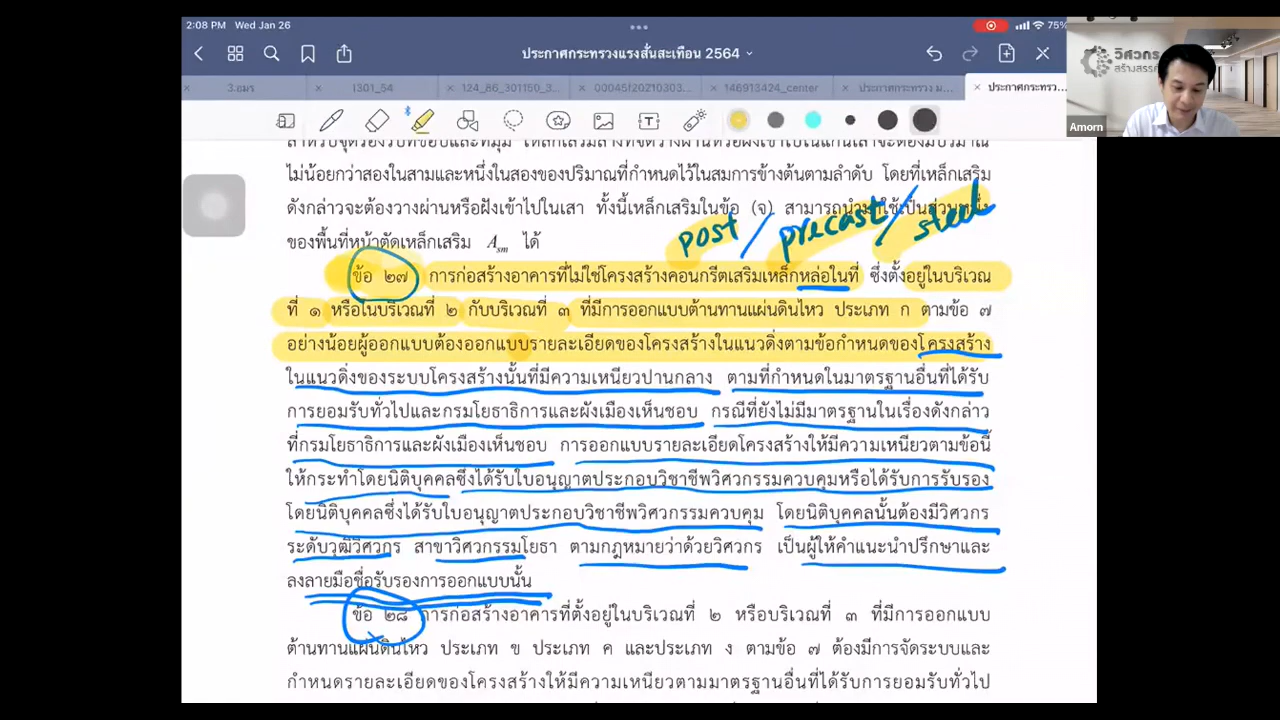 2:08 PM Wed Jan 26
75%
ประกาศกระทรวงแรงสั่นสะเทือน 2564
3.อมร
1301_54
124_86_301150_3...
00045f20210303...
146913424_center
ประกาศกระทรวง ม...
ประกาศกระทรว...
วิศวกร
สร้างสรรค์
Amorn
ไม่น้อยกว่าสองในสามและหนึ่งในสองของปริมาณที่กำหนดไว้ในสมการข้างต้นตามลำดับ โดยที่เหล็กเสริม
ดังกล่าวจะต้องวางผ่านหรือฝังเข้าไปในเสา ทั้งนี้เหล็กเสริมในข้อ (จ) สามารถนำมาใช้เป็นส่วนหนึ่ง
ของพื้นที่หน้าตัดเหล็กเสริม Asm ได้
post / precast / steel
ข้อ ๒๗ การก่อสร้างอาคารที่ไม่ใช่โครงสร้างคอนกรีตเสริมเหล็กหล่อในที่ ซึ่งตั้งอยู่ในบริเวณ
ที่ ๑ หรือในบริเวณที่ ๒ กับบริเวณที่ ๓ ที่มีการออกแบบต้านทานแผ่นดินไหว ประเภท ก ตามข้อ ๗
อย่างน้อยผู้ออกแบบต้องออกแบบรายละเอียดของโครงสร้างในแนวดิ่งตามข้อกำหนดของโครงสร้าง
ในแนวดิ่งของระบบโครงสร้างนั้นที่มีความเหนียวปานกลาง ตามที่กำหนดในมาตรฐานอื่นที่ได้รับ
การยอมรับทั่วไปและกรมโยธาธิการและผังเมืองเห็นชอบ กรณีที่ยังไม่มีมาตรฐานในเรื่องดังกล่าว
ที่กรมโยธาธิการและผังเมืองเห็นชอบ การออกแบบรายละเอียดโครงสร้างให้มีความเหนียวตามข้อนี้
ให้กระทำโดยนิติบุคคลซึ่งได้รับใบอนุญาตประกอบวิชาชีพวิศวกรรมควบคุมหรือได้รับการรับรอง
โดยนิติบุคคลซึ่งได้รับใบอนุญาตประกอบวิชาชีพวิศวกรรมควบคุม โดยนิติบุคคลนั้นต้องมีวิศวกร
ระดับวุฒิวิศวกร สาขาวิศวกรรมโยธา ตามกฎหมายว่าด้วยวิศวกร เป็นผู้ให้คำแนะนำปรึกษาและ
ลงลายมือชื่อรับรองการออกแบบนั้น
ข้อ ๒๘ การก่อสร้างอาคารที่ตั้งอยู่ในบริเวณที่ ๒ หรือบริเวณที่ ๓ ที่มีการออกแบบ
ต้านทานแผ่นดินไหว ประเภท ข ประเภท ค และประเภท ง ตามข้อ ๗ ต้องมีการจัดระบบและ
กำหนดรายละเอียดของโครงสร้างให้มีความเหนียวตามมาตรฐานอื่นที่ได้รับการยอมรับทั่วไป